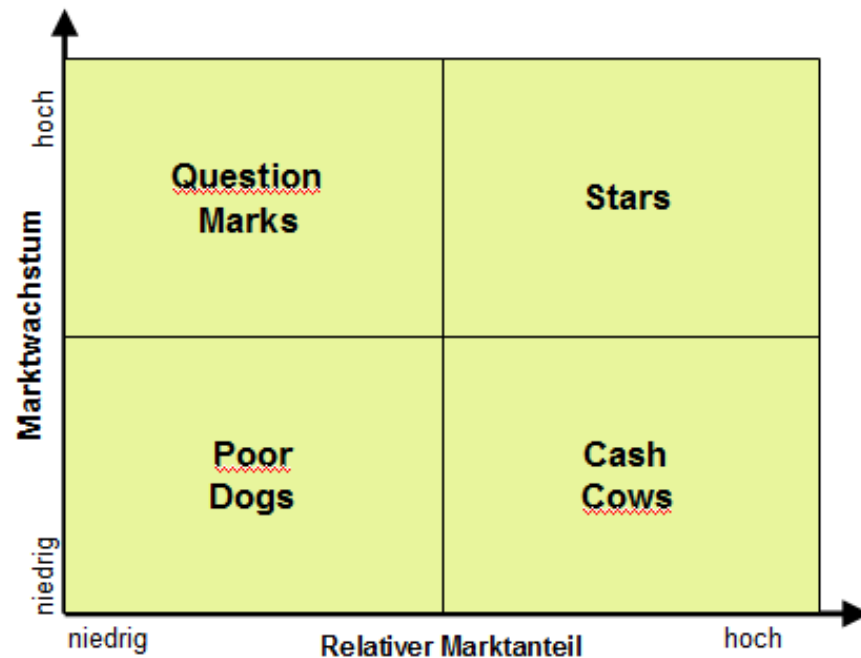 hoch
Question
Marks
Stars
Marktwachstum
Poor
Dogs
Cash
Cows
niedrig
niedrig
Relativer Marktanteil
hoch